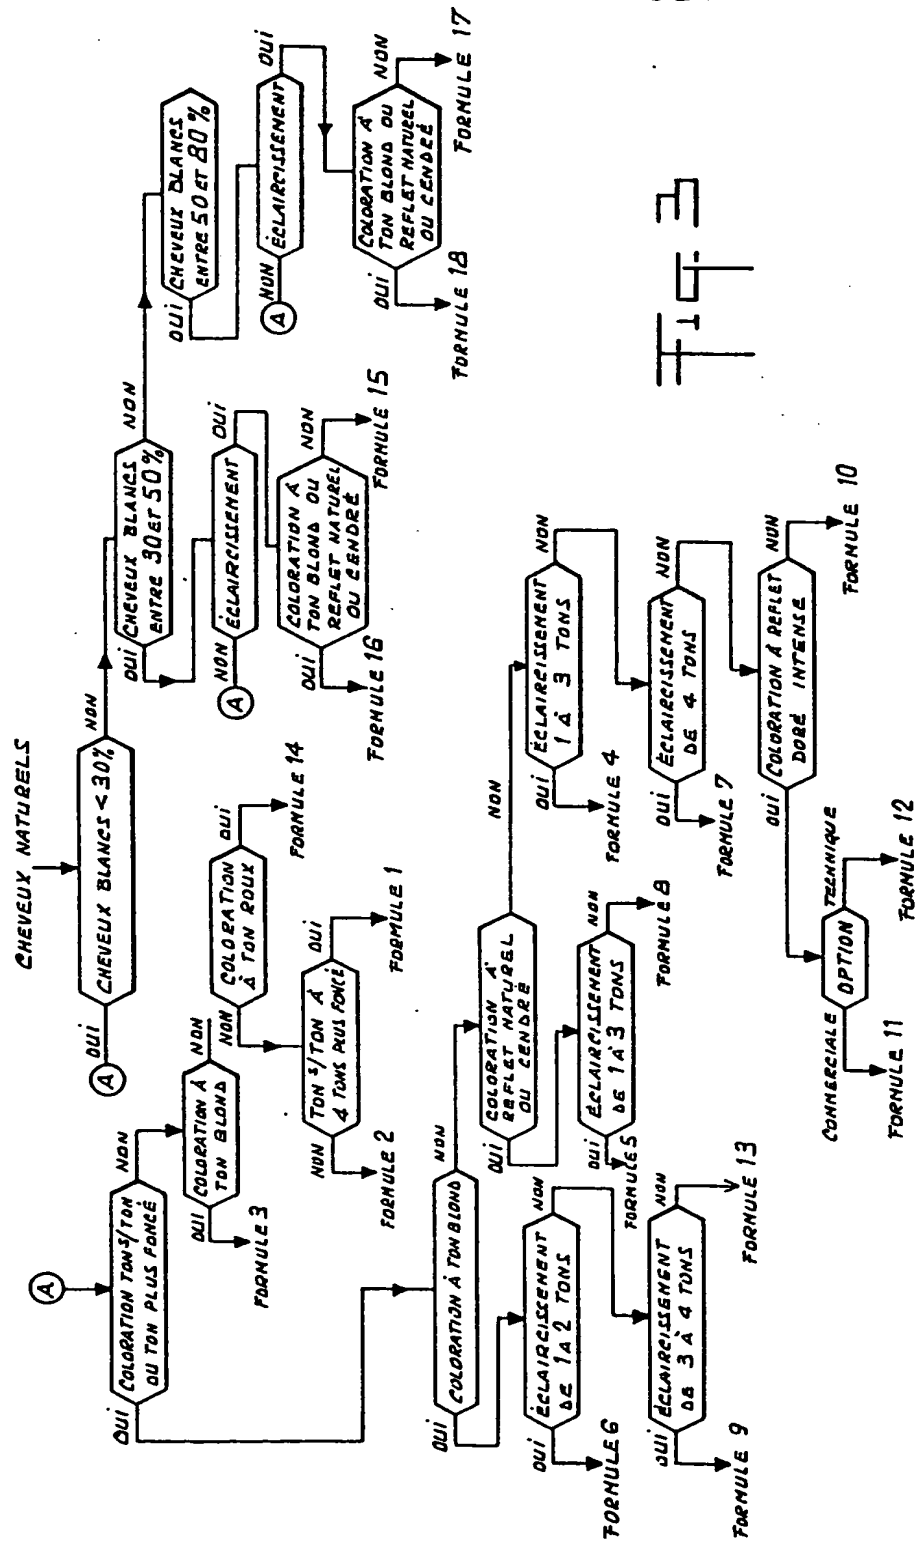 CHEVEUX NATURELS
CHEVEUX BLANCS < 30%
OUi
NON
A
CHEVEUX BLANCS
ENTRE 30 ET 50%
OUi
NON
ÉCLAIRCISSEMENT
NON
OUi
A
COLORATION À
TON BLOND OU
REFLET NATUREL
OU CENDRÉ
OUi
NON
FORMULE 16
FORMULE 15
CHEVEUX BLANCS
ENTRE 50 ET 80%
OUi
ÉCLAIRCISSEMENT
NON
OUi
A
COLORATION À
TON BLOND OU
REFLET NATUREL
OU CENDRÉ
OUi
NON
FORMULE 18
FORMULE 17
A
COLORATION TON S/TON
OU TON PLUS FONCÉ
OUi
NON
COLORATION À
TON BLOND
OUi
NON
FORMULE 3
COLORATION
À TON ROUX
NON
OUi
FORMULE 14
TON S/TON À
4 TONS PLUS FONCÉ
NON
OUi
FORMULE 2
FORMULE 1
COLORATION À TON BLOND
OUi
NON
ÉCLAIRCISSEMENT
DE 1 À 2 TONS
OUi
NON
FORMULE 6
ÉCLAIRCISSEMENT
DE 3 À 4 TONS
OUi
NON
FORMULE 9
FORMULE 13
COLORATION À
REFLET NATUREL
OU CENDRÉ
OUi
NON
ÉCLAIRCISSEMENT
DE 1 À 3 TONS
OUi
NON
FORMULE 5
FORMULE 8
ÉCLAIRCISSEMENT
1 À 3 TONS
OUi
NON
FORMULE 4
ÉCLAIRCISSEMENT
DE 4 TONS
OUi
NON
FORMULE 7
COLORATION À REFLET
DORÉ INTENSE
OUi
NON
FORMULE 10
OPTION
COMMERCIALE
TECHNIQUE
FORMULE 11
FORMULE 12
Fig 3